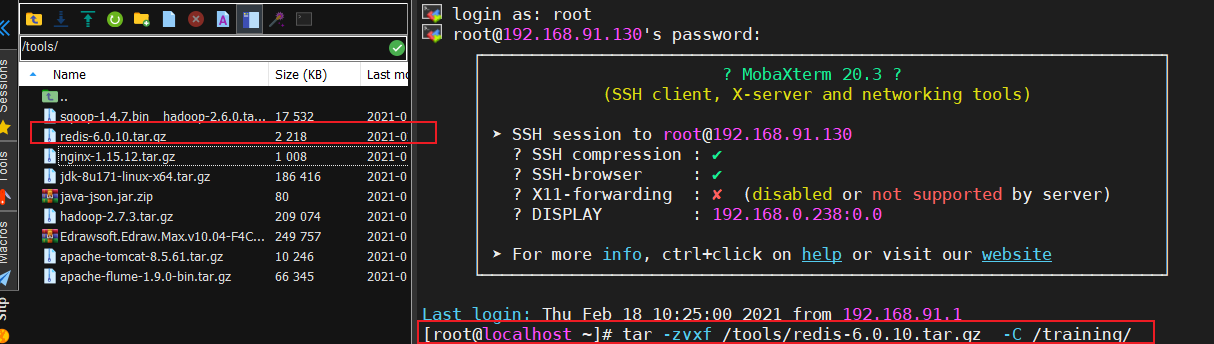 /tools/
Name Size (KB) Last mo
..
sqoop-1.4.7.bin__hadoop-2.6.0.ta... 17 532 2021-0
redis-6.0.10.tar.gz 2 218 2021-0
nginx-1.15.12.tar.gz 1 008 2021-0
jdk-8u171-linux-x64.tar.gz 186 416 2021-0
java-json.jar.zip 80 2021-0
hadoop-2.7.3.tar.gz 209 074 2021-0
Edrawsoft.Edraw.Max.v10.04-F4C... 249 757 2021-0
apache-tomcat-8.5.61.tar.gz 10 246 2021-0
apache-flume-1.9.0-bin.tar.gz 66 345 2021-0
Sessions
Tools
Macros
Sftp
login as: root
root@192.168.91.130's password:
? MobaXterm 20.3 ?
(SSH client, X-server and networking tools)
➤ SSH session to root@192.168.91.130
? SSH compression : ✔
? SSH-browser : ✔
? X11-forwarding : ✘ (disabled or not supported by server)
? DISPLAY : 192.168.0.238:0.0
➤ For more info, ctrl+click on help or visit our website
Last login: Thu Feb 18 10:25:00 2021 from 192.168.91.1
[root@localhost ~]# tar -zvxf /tools/redis-6.0.10.tar.gz -C /training/